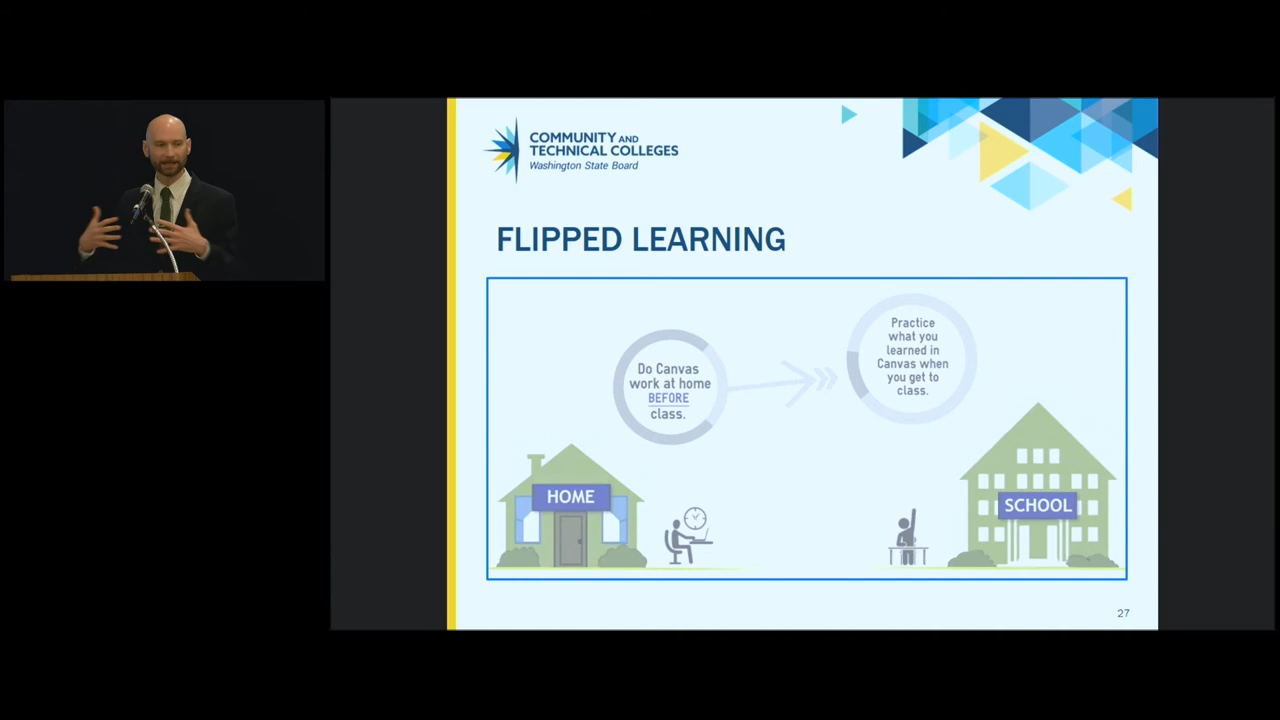 COMMUNITY AND
TECHNICAL COLLEGES
Washington State Board
FLIPPED LEARNING
Do Canvas
work at home
BEFORE
class.
Practice
what you
learned in
Canvas when
you get to
class.
HOME
SCHOOL
27